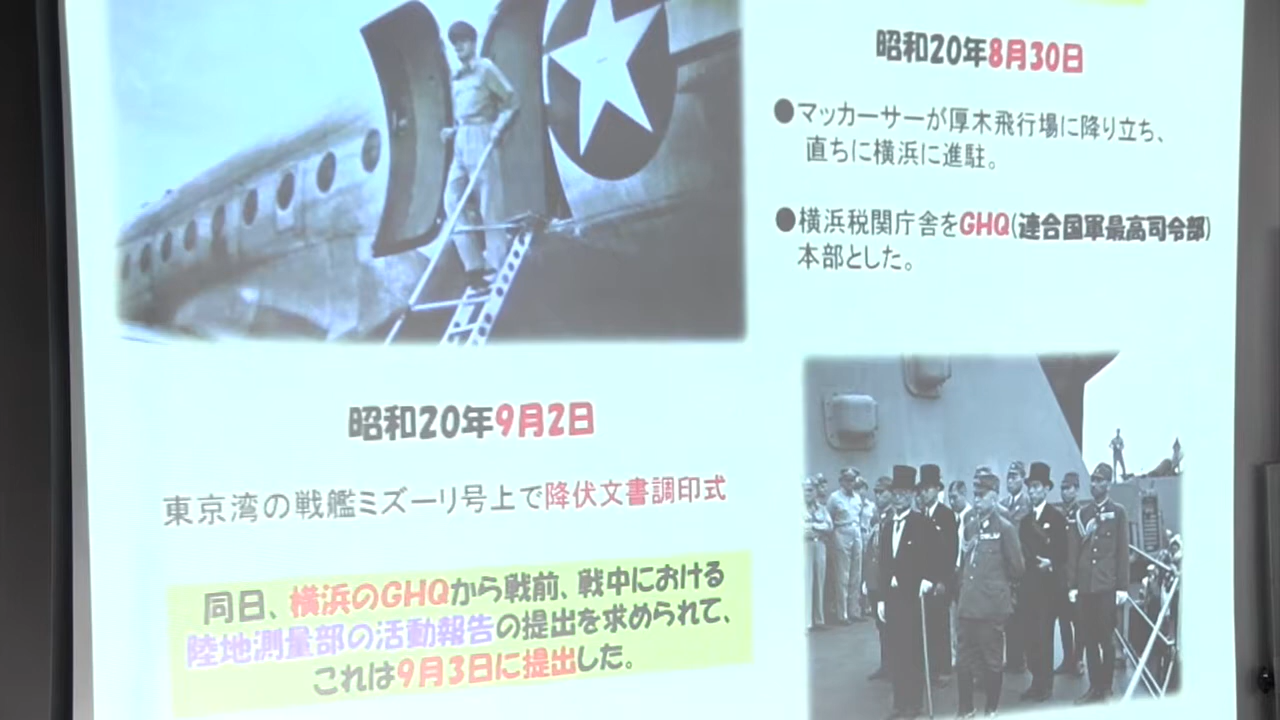 昭和20年8月30日
●マッカーサーが厚木飛行場に降り立ち、
直ちに横浜に進駐。
●横浜税関庁舎をGHQ(連合国軍最高司令部)
本部とした。
昭和20年9月2日
東京湾の戦艦ミズーリ号上で降伏文書調印式
同日、横浜のGHQから戦前、戦中における
陸地測量部の活動報告の提出を求められて、
これは9月3日に提出した。